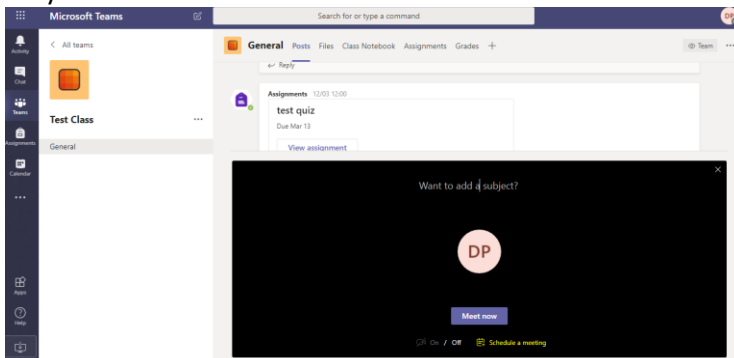 Microsoft Teams
Search for or type a command
DP
Activity
Chat
Teams
Assignments
Calendar
Apps
Help
All teams
Test Class
General
General Posts Files Class Notebook Assignments Grades +
Team
Reply
Assignments 12/03 12:00
test quiz
Due Mar 13
View assignment
Want to add a subject?
DP
Meet now
On / Off Schedule a meeting